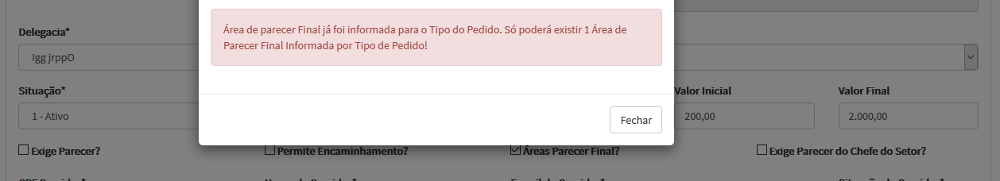 Área de parecer Final já foi informada para o Tipo do Pedido. Só poderá existir 1 Área de
Parecer Final Informada por Tipo de Pedido!
Delegacia*
Igg jrppO
Situação*
Valor Inicial
Valor Final
1 - Ativo
200,00
2.000,00
Fechar
Exige Parecer?
Permite Encaminhamento?
Áreas Parecer Final?
Exige Parecer do Chefe do Setor?